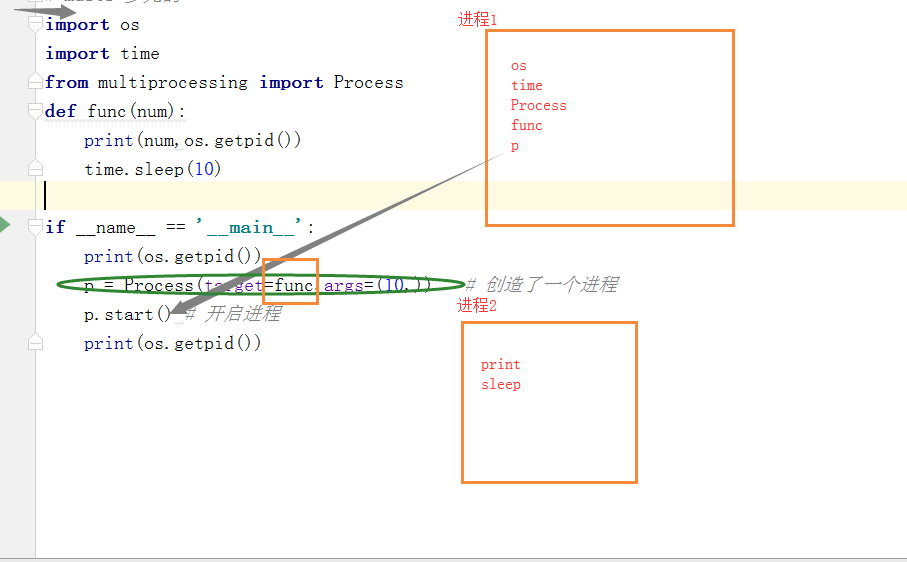 import os
import time
from multiprocessing import Process
def func(num):
    print(num,os.getpid())
    time.sleep(10)
if __name__ == '__main__':
    print(os.getpid())
    p = Process(target=func,args=(10,)) # 创造了一个进程
    p.start() # 开启进程
    print(os.getpid())
进程1
os
time
Process
func
p
进程2
print
sleep